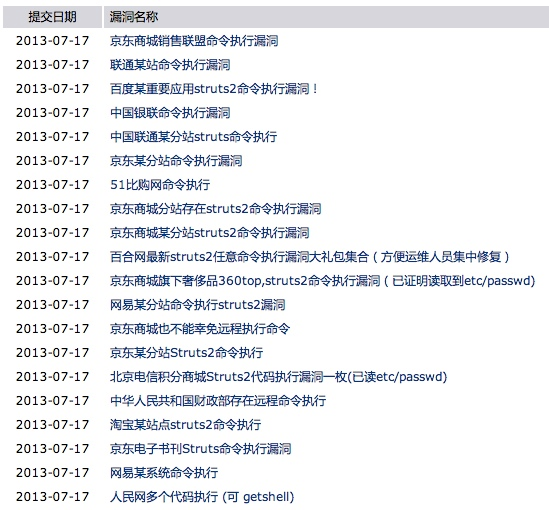 提交日期 漏洞名称
2013-07-17 京东商城销售联盟命令执行漏洞
2013-07-17 联通某站命令执行漏洞
2013-07-17 百度某重要应用struts2命令执行漏洞！
2013-07-17 中国银联命令执行漏洞
2013-07-17 中国联通某分站struts命令执行
2013-07-17 京东某分站命令执行漏洞
2013-07-17 51比购网命令执行
2013-07-17 京东商城分站存在struts2命令执行漏洞
2013-07-17 京东商城某分站struts2命令执行漏洞
2013-07-17 百合网最新struts2任意命令执行漏洞大礼包集合（方便运维人员集中修复）
2013-07-17 京东商城旗下奢侈品360top,struts2命令执行漏洞（已证明读取到etc/passwd)
2013-07-17 网易某分站命令执行struts2漏洞
2013-07-17 京东商城也不能幸免远程执行命令
2013-07-17 京东某分站Struts2命令执行
2013-07-17 北京电信积分商城Struts2代码执行漏洞一枚(已读etc/passwd)
2013-07-17 中华人民共和国财政部存在远程命令执行
2013-07-17 淘宝某站点struts2命令执行
2013-07-17 京东电子书刊Struts命令执行漏洞
2013-07-17 网易某系统命令执行
2013-07-17 人民网多个代码执行 (可 getshell)